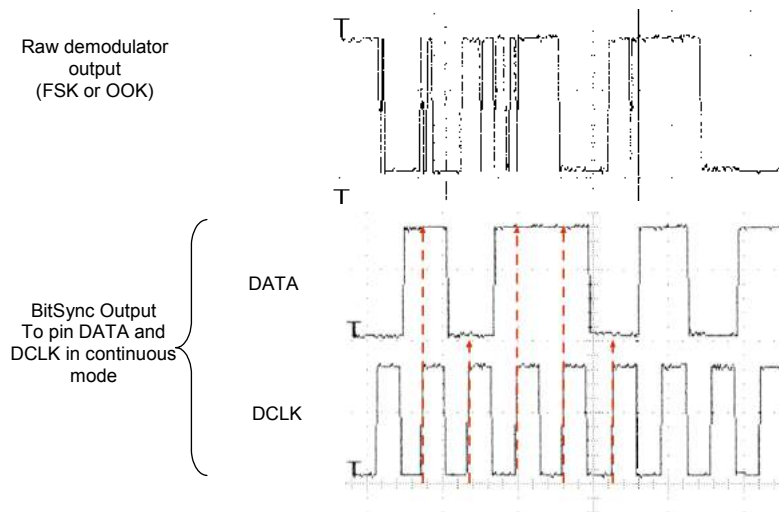 Raw demodulator
output
(FSK or OOK)
BitSync Output
To pin DATA and
DCLK in continuous
mode
DATA
DCLK